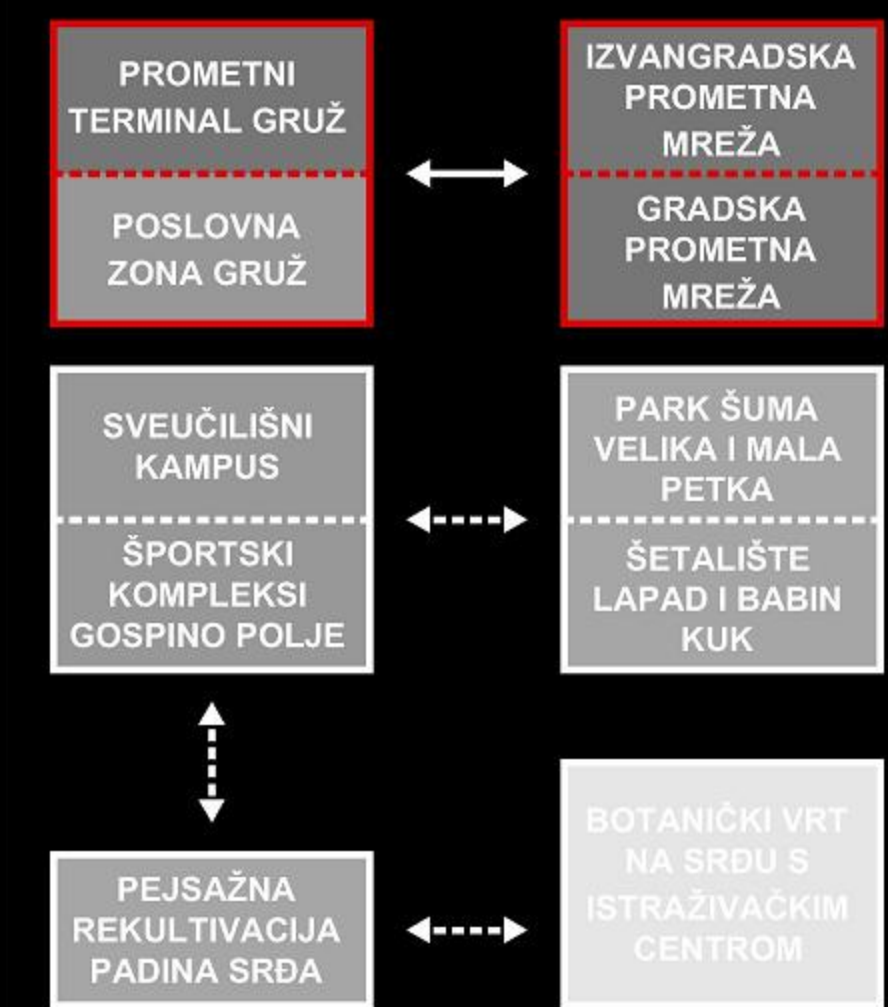 PROMETNI
TERMINAL GRUŽ
POSLOVNA
ZONA GRUŽ
IZVANGRADSKA
PROMETNA
MREŽA
GRADSKA
PROMETNA
MREŽA
SVEUČILIŠNI
KAMPUS
ŠPORTSKI
KOMPLEKSI
GOSPINO POLJE
PARK ŠUMA
VELIKA I MALA
PETKA
ŠETALIŠTE
LAPAD I BABIN
KUK
PEJSAŽNA
REKULTIVACIJA
PADINA SRĐA
BOTANIČKI VRT
NA SRĐU S
ISTRAŽIVAČKIM
CENTROM